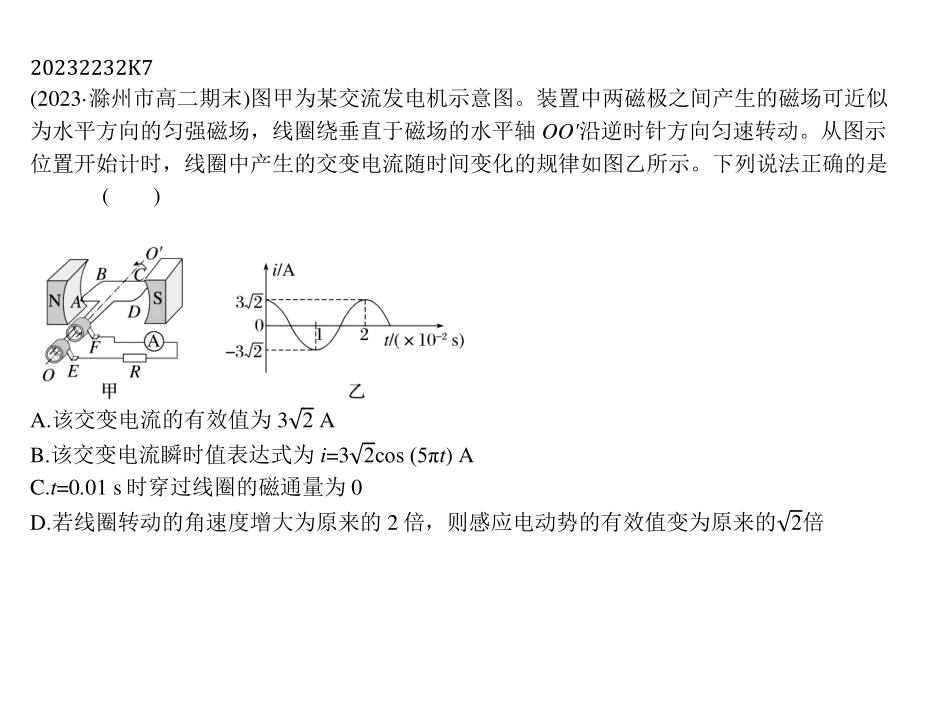 20232232K7
(2023·滁州市高二期末)图甲为某交流发电机示意图。装置中两磁极之间产生的磁场可近似
为水平方向的匀强磁场，线圈绕垂直于磁场的水平轴 OO′沿逆时针方向匀速转动。从图示
位置开始计时，线圈中产生的交变电流随时间变化的规律如图乙所示。下列说法正确的是
(　　)
O′
B C
N A S
D
F A
O E R
甲
i/A
3√2
0 1 2 t/(×10⁻² s)
−3√2
乙
A.该交变电流的有效值为 3√2 A
B.该交变电流瞬时值表达式为 i=3√2cos (5πt) A
C.t=0.01 s 时穿过线圈的磁通量为 0
D.若线圈转动的角速度增大为原来的 2 倍，则感应电动势的有效值变为原来的√2倍